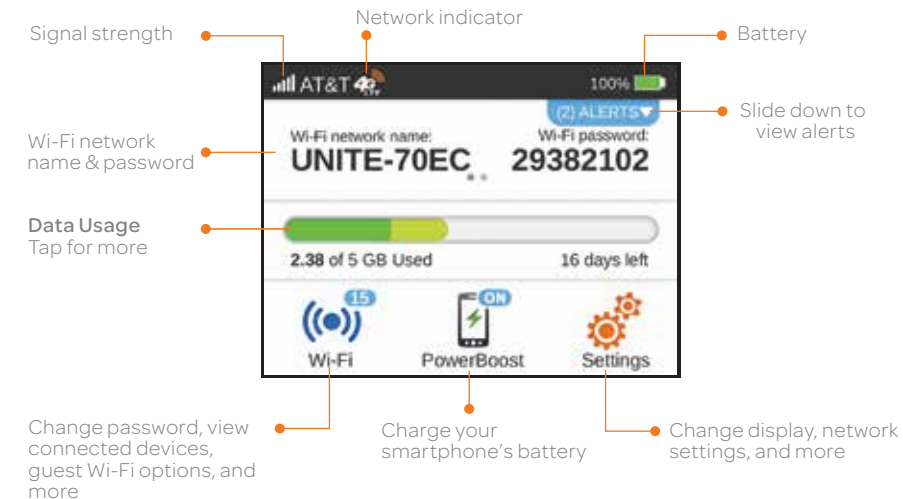 Network indicator
Signal strength
Battery
AT&T 4G LTE
100%
(2) ALERTS
Slide down to
view alerts
Wi-Fi network name:
Wi-Fi password:
UNITE-70EC
29382102
Wi-Fi network
name & password
Data Usage
Tap for more
2.38 of 5 GB Used
16 days left
15
ON
Wi-Fi
PowerBoost
Settings
Change password, view
connected devices,
guest Wi-Fi options, and
more
Charge your
smartphone's battery
Change display, network
settings, and more